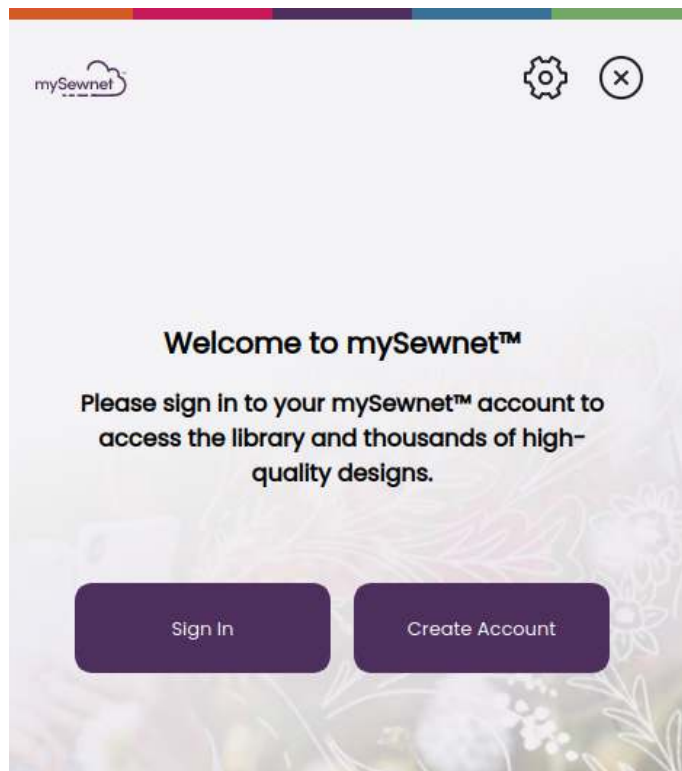 mySewnet™
Welcome to mySewnet™
Please sign in to your mySewnet™ account to
access the library and thousands of high-
quality designs.
Sign In
Create Account